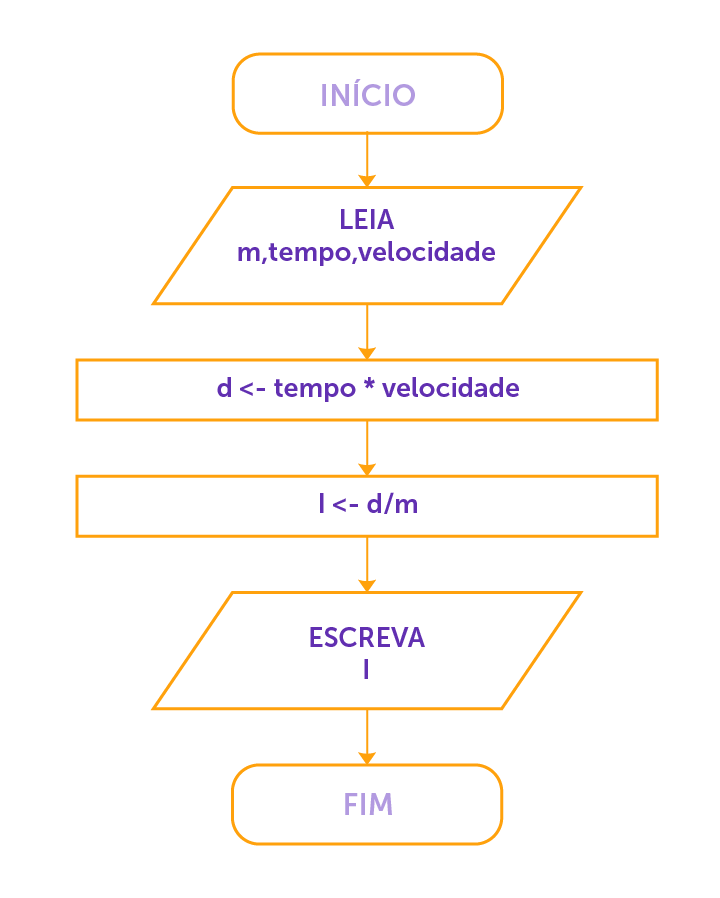 INÍCIO
LEIA
m,tempo,velocidade
d <- tempo * velocidade
l <- d/m
ESCREVA
l
FIM